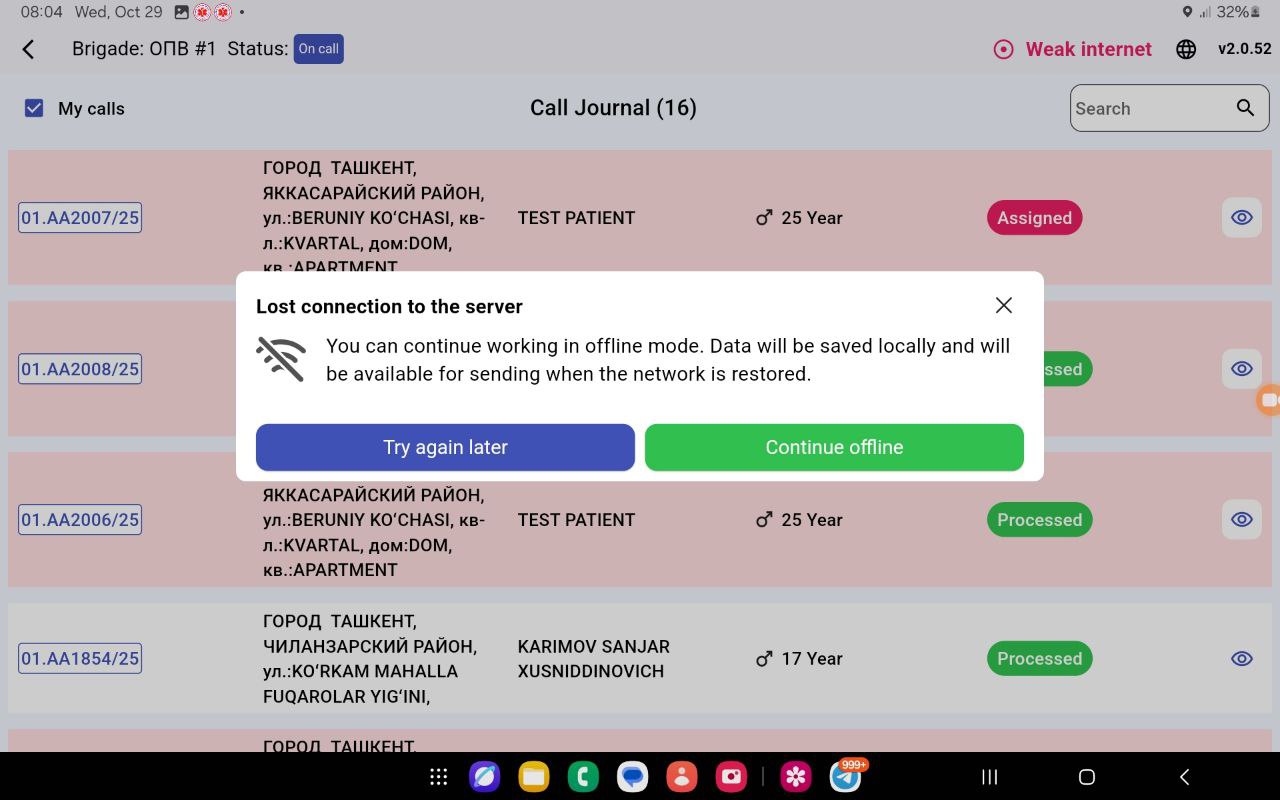 08:04 Wed, Oct 29
32%
Brigade: ОПВ #1 Status: On call
Weak internet
v2.0.52
My calls
Call Journal (16)
Search
01.AA2007/25
ГОРОД ТАШКЕНТ,
ЯККАСАРАЙСКИЙ РАЙОН,
ул.:BERUNIY KO‘CHASI, кв-
л.:KVARTAL, дом:DOM,
кв.:APARTMENT
TEST PATIENT
25 Year
Assigned
Lost connection to the server
You can continue working in offline mode. Data will be saved locally and will
be available for sending when the network is restored.
Try again later
Continue offline
01.AA2008/25
ssed
01.AA2006/25
ЯККАСАРАЙСКИЙ РАЙОН,
ул.:BERUNIY KO‘CHASI, кв-
л.:KVARTAL, дом:DOM,
кв.:APARTMENT
TEST PATIENT
25 Year
Processed
01.AA1854/25
ГОРОД ТАШКЕНТ,
ЧИЛАНЗАРСКИЙ РАЙОН,
ул.:KO‘RKAM MAHALLA
FUQAROLAR YIG‘INI,
KARIMOV SANJAR
XUSNIDDINOVICH
17 Year
Processed
ГОРОД ТАШКЕНТ,
999+